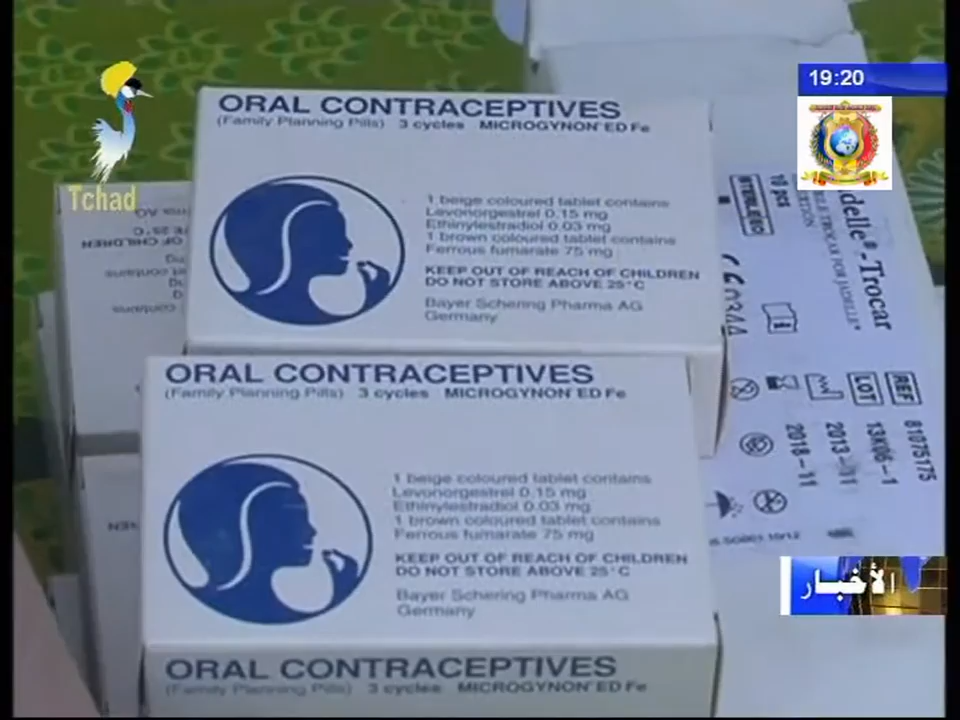 19:20
Tchad
ORAL CONTRACEPTIVES
(Family Planning Pills) 3 cycles MICROGYNON ED Fe
1 beige coloured tablet contains
Levonorgestrel 0.15 mg
Ethinylestradiol 0.03 mg
1 brown coloured tablet contains
Ferrous fumarate 75 mg
KEEP OUT OF REACH OF CHILDREN
DO NOT STORE ABOVE 25°C
Bayer Schering Pharma AG
Germany
ORAL CONTRACEPTIVES
(Family Planning Pills) 3 cycles MICROGYNON ED Fe
1 beige coloured tablet contains
Levonorgestrel 0.15 mg
Ethinylestradiol 0.03 mg
1 brown coloured tablet contains
Ferrous fumarate 75 mg
KEEP OUT OF REACH OF CHILDREN
DO NOT STORE ABOVE 25°C
Bayer Schering Pharma AG
Germany
ORAL CONTRACEPTIVES
(Family Planning Pills) 3 cycles MICROGYNON ED Fe
delle®-Trocar
TROCAR FOR JADELLE®
10 pcs
STERILE EO
CE 0344
REF 81075175
LOT 13K06-1
2013-11
2018-11
الأخبار